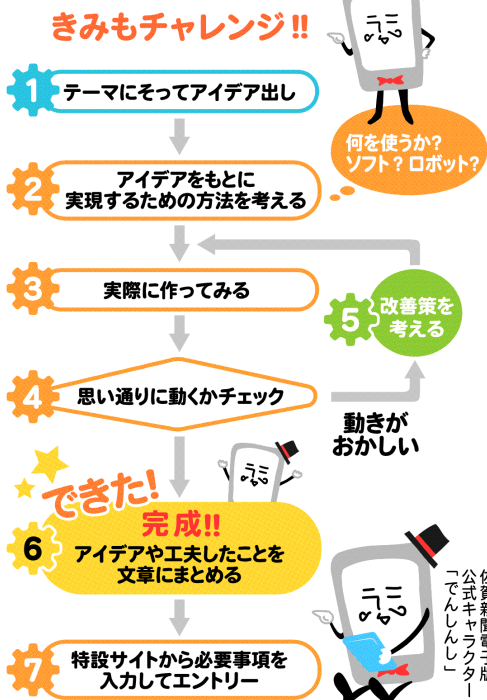 きみもチャレンジ!!
1 テーマにそってアイデア出し
何を使うか?
ソフト? ロボット?
2 アイデアをもとに
実現するための方法を考える
3 実際に作ってみる
5 改善策を
考える
4 思い通りに動くかチェック
動きが
おかしい
できた!
6 完成!!
アイデアや工夫したことを
文章にまとめる
佐賀新聞電子版
公式キャラクター
「でんしんし」
7 特設サイトから必要事項を
入力してエントリー